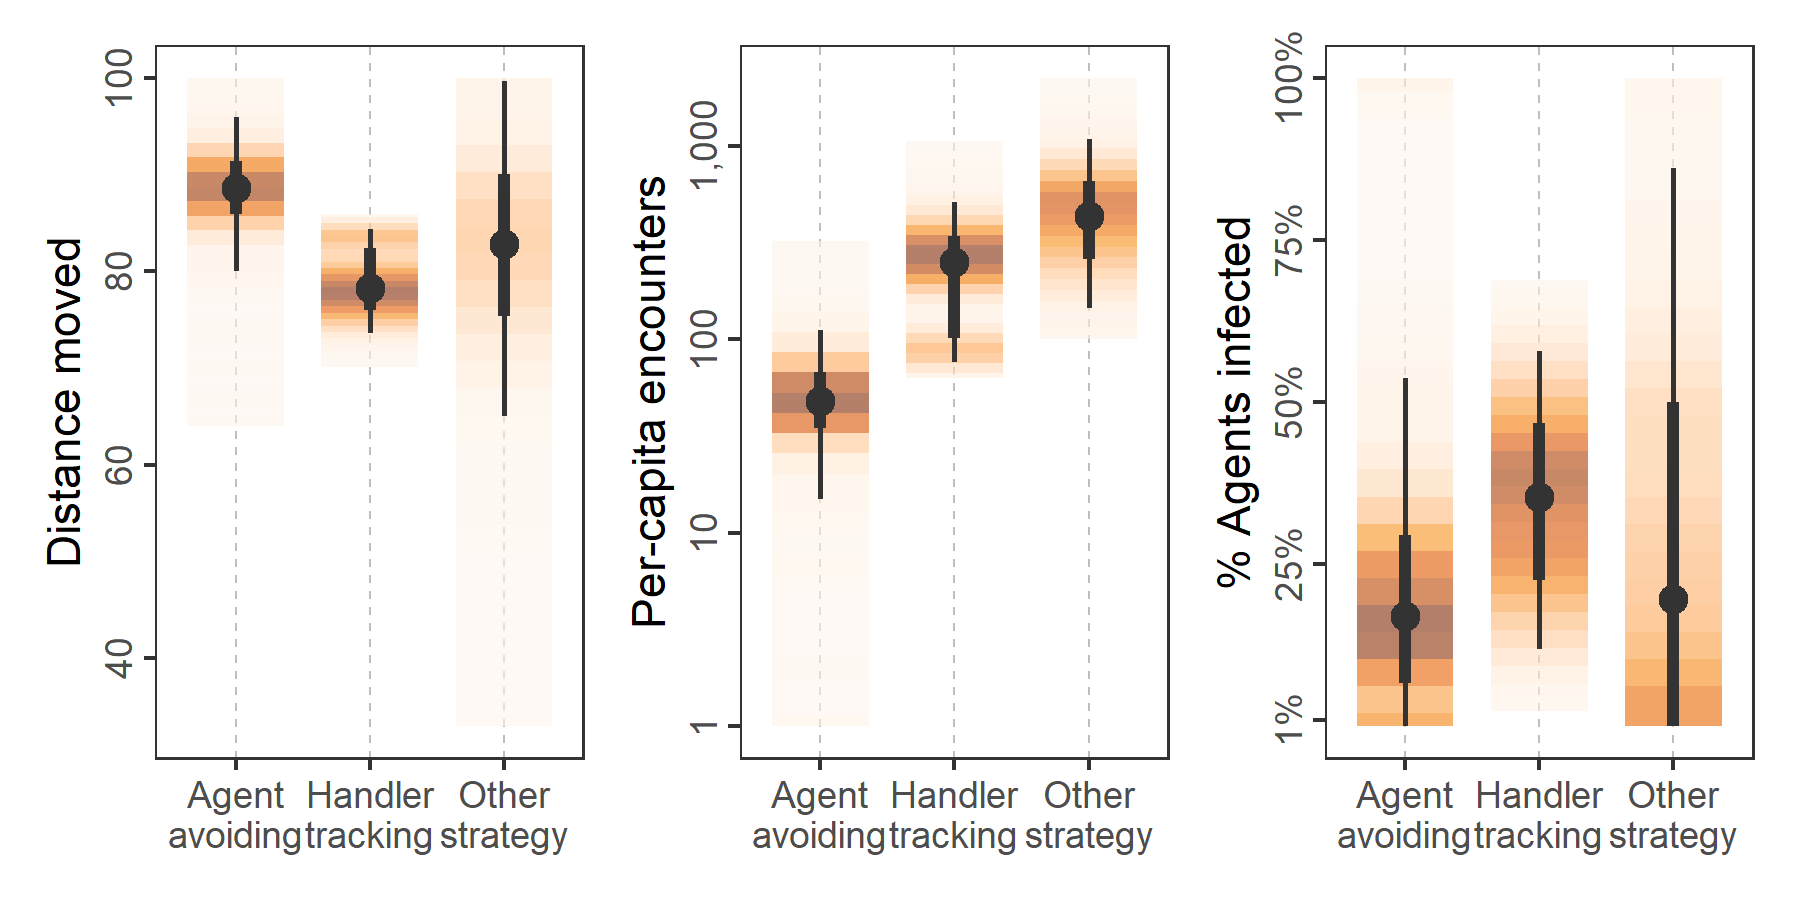 Distance moved
100
80
60
40
Agent avoiding
Handler tracking
Other strategy
Per-capita encounters
1,000
100
10
1
Agent avoiding
Handler tracking
Other strategy
% Agents infected
100%
75%
50%
25%
1%
Agent avoiding
Handler tracking
Other strategy